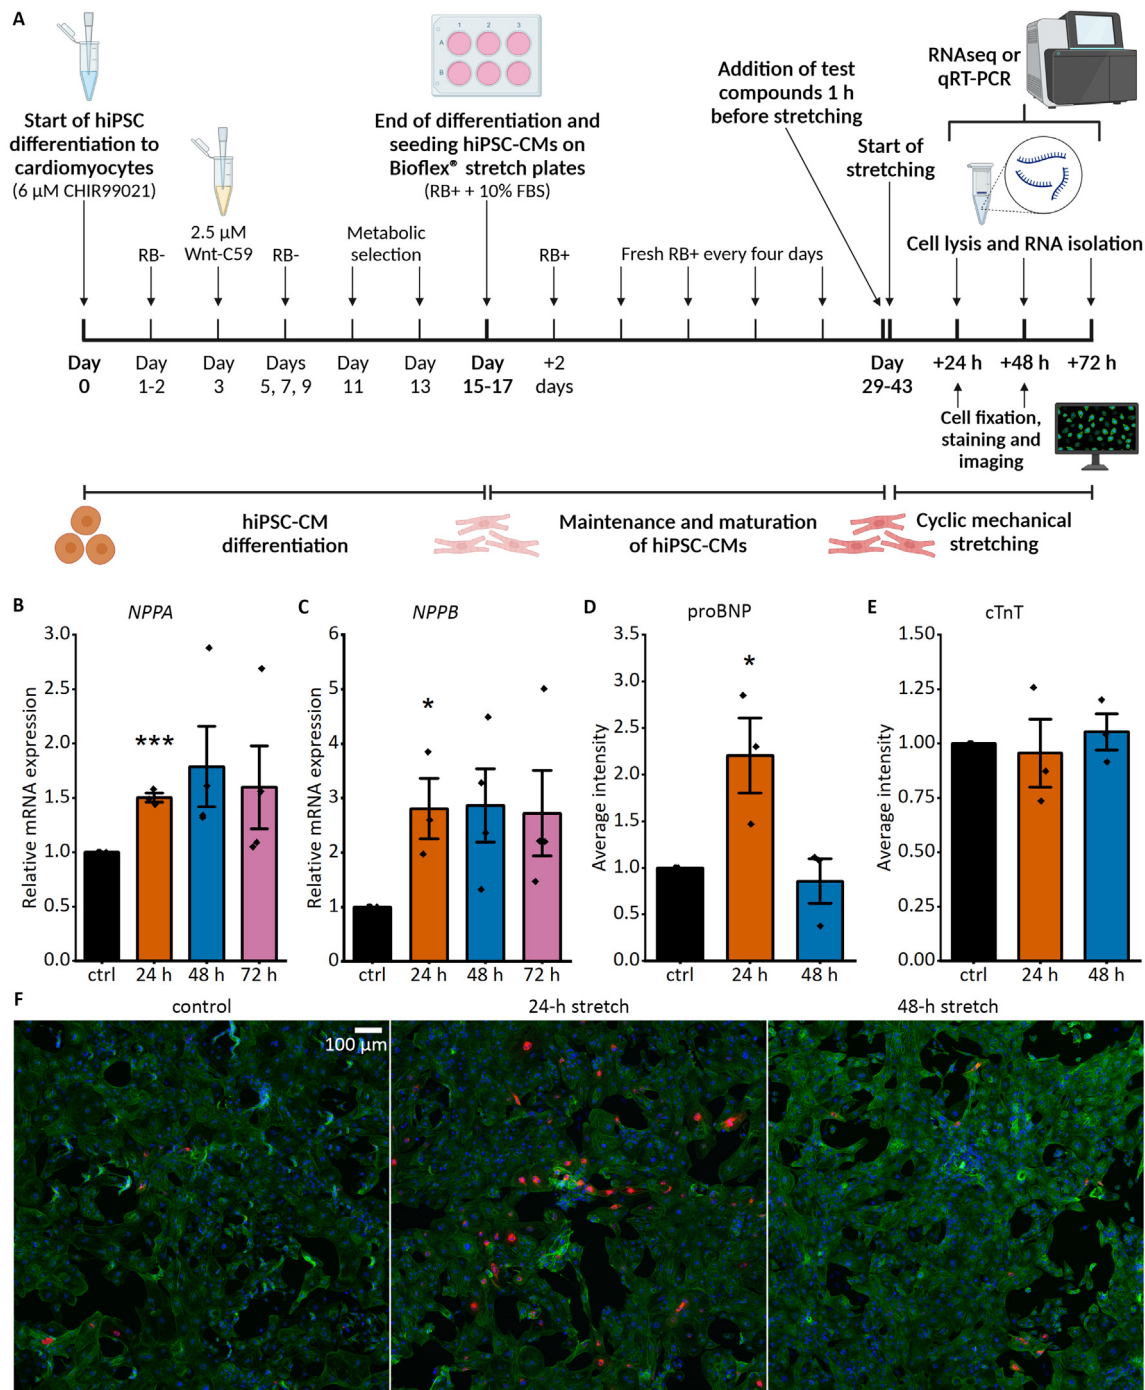 A
Start of hiPSC
differentiation to
cardiomyocytes
(6 µM CHIR99021)
RB-
2.5 µM
Wnt-C59
RB-
Metabolic
selection
1 2 3
A
B
End of differentiation and
seeding hiPSC-CMs on
Bioflex® stretch plates
(RB+ + 10% FBS)
RB+
Fresh RB+ every four days
Addition of test
compounds 1 h
before stretching
Start of
stretching
RNAseq or
qRT-PCR
Cell lysis and RNA isolation
Day
0
Day
1-2
Day
3
Days
5, 7, 9
Day
11
Day
13
Day
15-17
+2
days
Day
29-43
+24 h
+48 h
+72 h
Cell fixation,
staining and
imaging
hiPSC-CM
differentiation
Maintenance and maturation
of hiPSC-CMs
Cyclic mechanical
stretching
B
NPPA
Relative mRNA expression
3.0
2.5
2.0
1.5
1.0
0.5
0.0
***
ctrl 24 h 48 h 72 h
C
NPPB
Relative mRNA expression
6
5
4
3
2
1
0
*
ctrl 24 h 48 h 72 h
D
proBNP
Average intensity
3.5
3.0
2.5
2.0
1.5
1.0
0.5
0.0
*
ctrl 24 h 48 h
E
cTnT
Average intensity
1.50
1.25
1.00
0.75
0.50
0.25
0.00
ctrl 24 h 48 h
F
control
24-h stretch
48-h stretch
100 µm